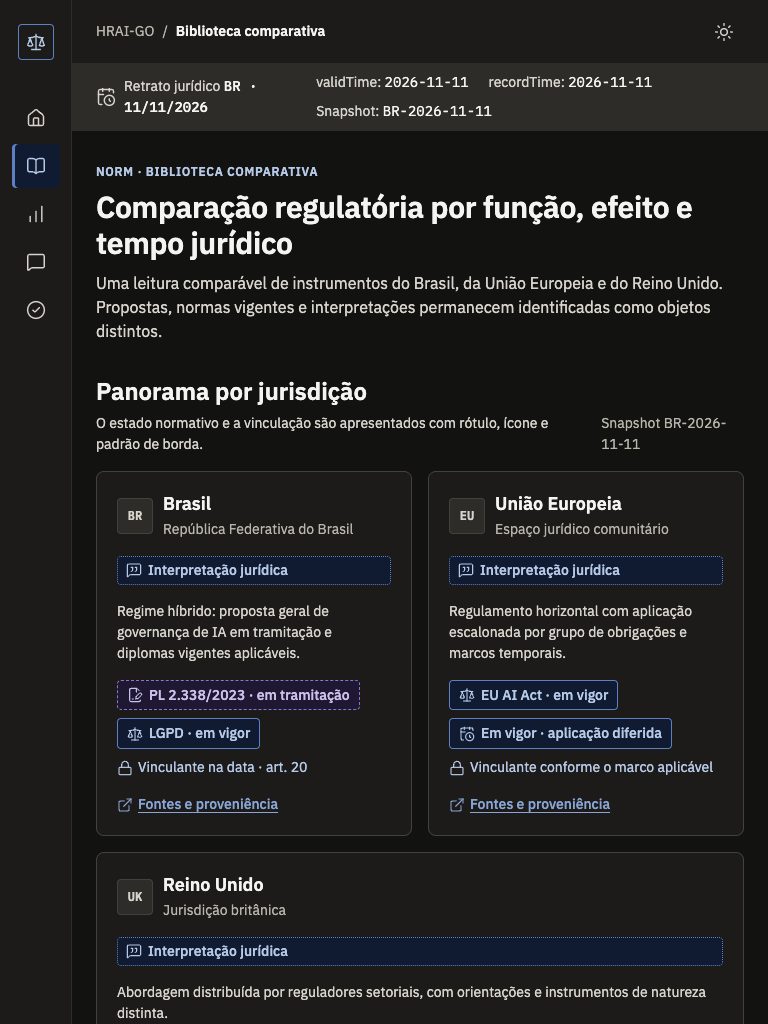 HRAI-GO / Biblioteca comparativa
Retrato jurídico BR ·
11/11/2026
validTime: 2026-11-11 recordTime: 2026-11-11
Snapshot: BR-2026-11-11
NORM · BIBLIOTECA COMPARATIVA
Comparação regulatória por função, efeito e
tempo jurídico
Uma leitura comparável de instrumentos do Brasil, da União Europeia e do Reino Unido.
Propostas, normas vigentes e interpretações permanecem identificadas como objetos
distintos.
Panorama por jurisdição
O estado normativo e a vinculação são apresentados com rótulo, ícone e
padrão de borda.
Snapshot BR-2026-
11-11
BR
Brasil
República Federativa do Brasil
Interpretação jurídica
Regime híbrido: proposta geral de
governança de IA em tramitação e
diplomas vigentes aplicáveis.
PL 2.338/2023 · em tramitação
LGPD · em vigor
Vinculante na data · art. 20
Fontes e proveniência
EU
União Europeia
Espaço jurídico comunitário
Interpretação jurídica
Regulamento horizontal com aplicação
escalonada por grupo de obrigações e
marcos temporais.
EU AI Act · em vigor
Em vigor · aplicação diferida
Vinculante conforme o marco aplicável
Fontes e proveniência
UK
Reino Unido
Jurisdição britânica
Interpretação jurídica
Abordagem distribuída por reguladores setoriais, com orientações e instrumentos de natureza
distinta.